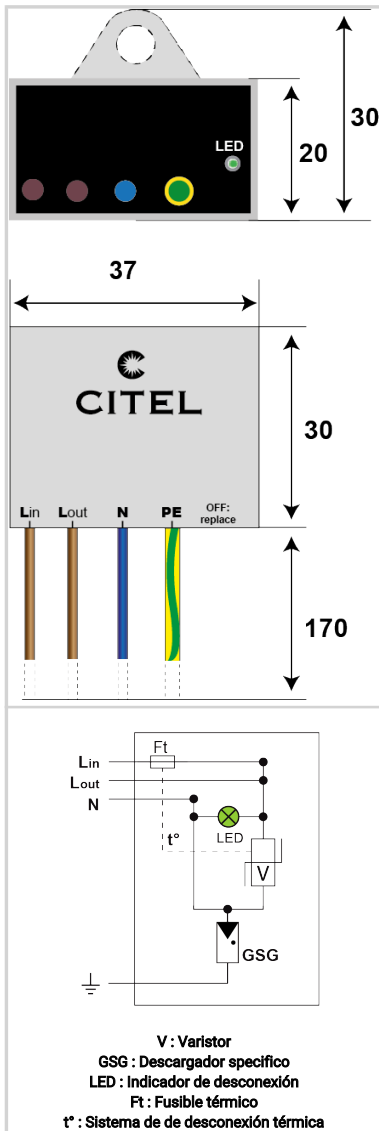 30
LED
20
37
CITEL
30
Lin Lout N PE OFF:
replace
170
Ft
Lin
Lout
N
t° LED
V
GSG
V : Varistor
GSG : Descargador specifico
LED : Indicador de desconexión
Ft : Fusible térmico
t° : Sistema de de desconexión térmica